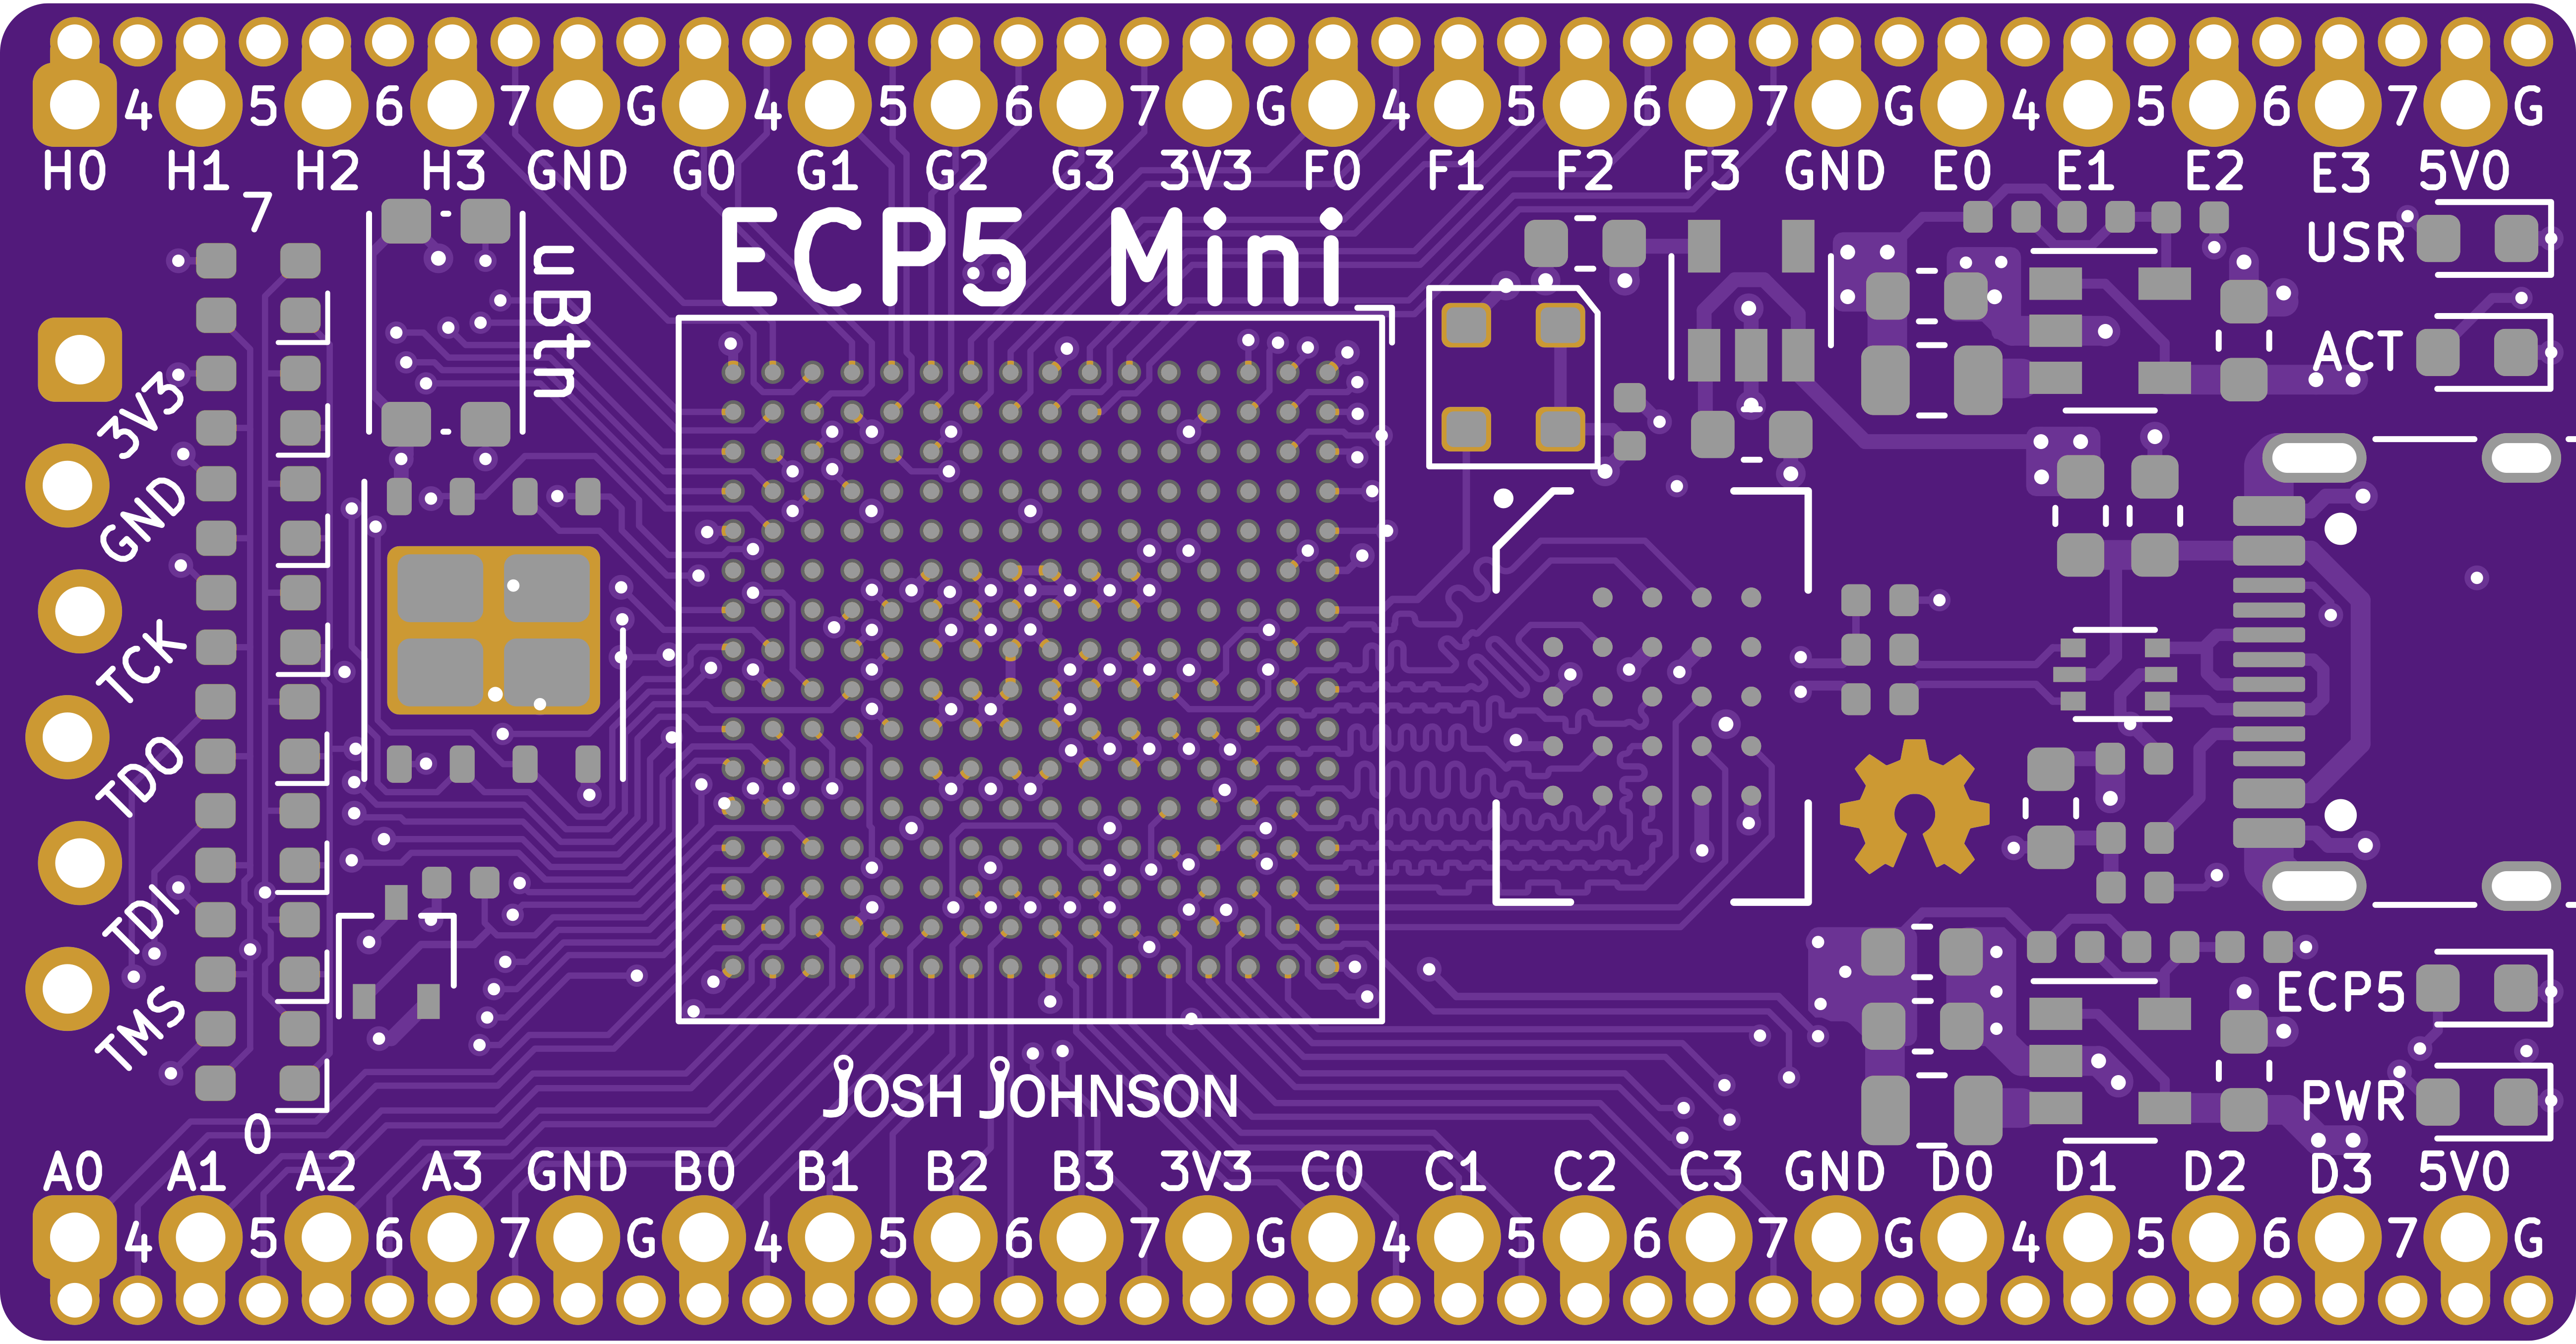 4 5 6 7 G 4 5 6 7 G 4 5 6 7 G 4 5 6 7 G
H0 H1 H2 H3 GND G0 G1 G2 G3 3V3 F0 F1 F2 F3 GND E0 E1 E2 E3 5V0
7
uBtn
ECP5 Mini
USR
ACT
3V3
GND
TCK
TDO
TDI
TMS
0
ECP5
PWR
JOSH JOHNSON
A0 A1 A2 A3 GND B0 B1 B2 B3 3V3 C0 C1 C2 C3 GND D0 D1 D2 D3 5V0
4 5 6 7 G 4 5 6 7 G 4 5 6 7 G 4 5 6 7 G